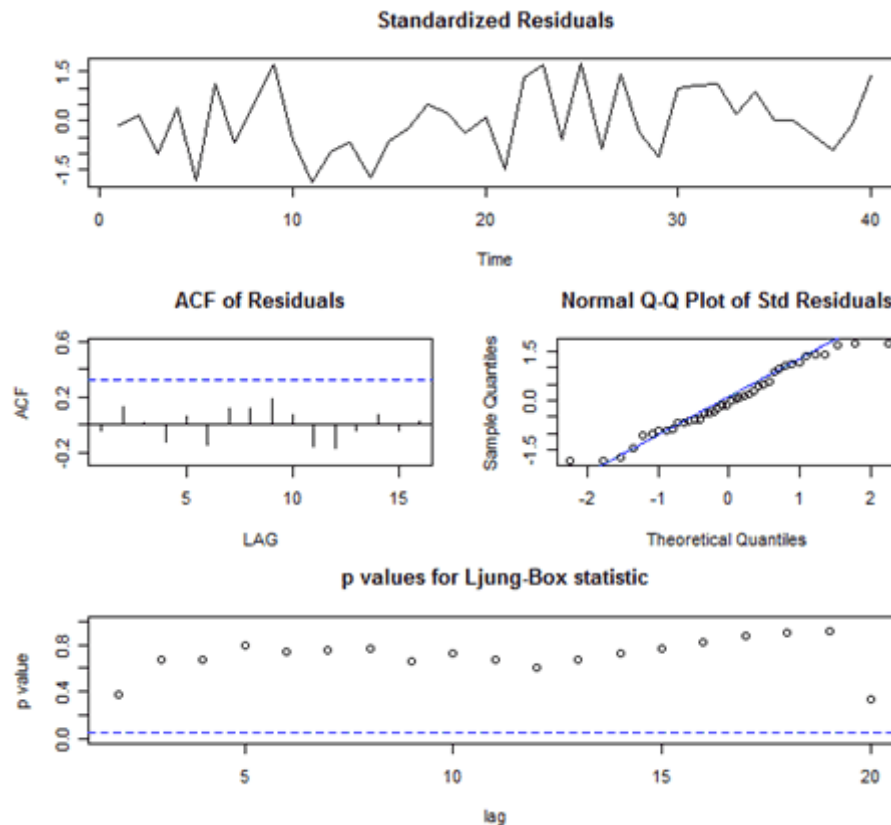 Standardized Residuals
-1.5 0.0 1.5
0 10 20 30 40
Time
ACF of Residuals
ACF
-0.2 0.2 0.6
5 10 15
LAG
Normal Q-Q Plot of Std Residuals
Sample Quantiles
-1.5 0.0 1.5
-2 -1 0 1 2
Theoretical Quantiles
p values for Ljung-Box statistic
p value
0.0 0.4 0.8
5 10 15 20
lag